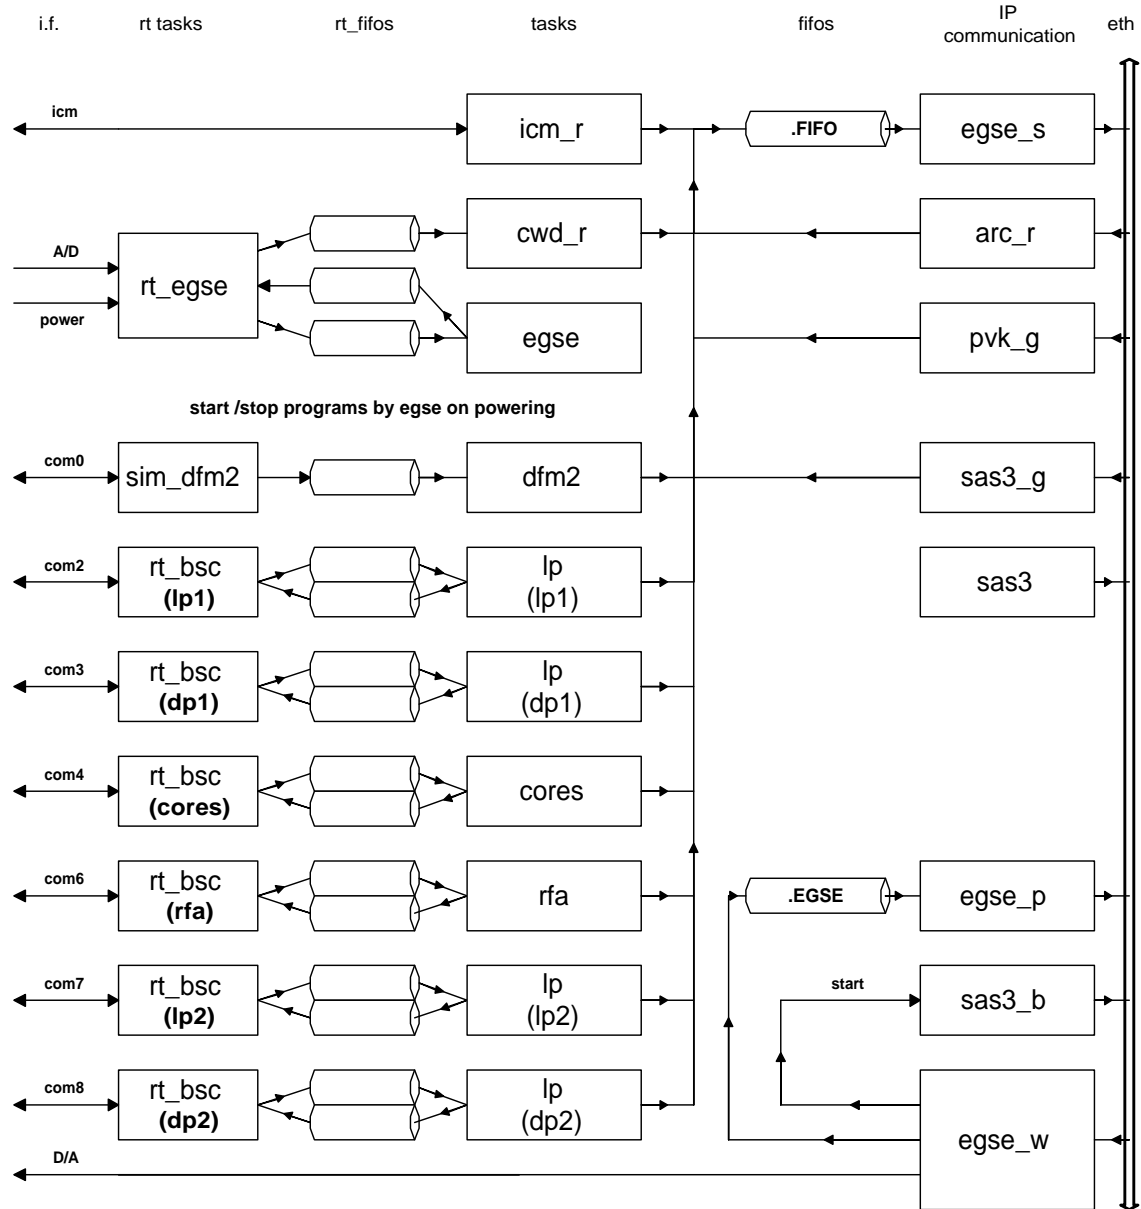 i.f. rt tasks rt_fifos tasks fifos IP communication eth
icm
icm_r
.FIFO
egse_s
A/D
rt_egse
power
cwd_r
arc_r
egse
pvk_g
start /stop programs by egse on powering
com0
sim_dfm2
dfm2
sas3_g
com2
rt_bsc
(lp1)
lp
(lp1)
sas3
com3
rt_bsc
(dp1)
lp
(dp1)
com4
rt_bsc
(cores)
cores
com6
rt_bsc
(rfa)
rfa
.EGSE
egse_p
com7
rt_bsc
(lp2)
lp
(lp2)
start
sas3_b
com8
rt_bsc
(dp2)
lp
(dp2)
egse_w
D/A